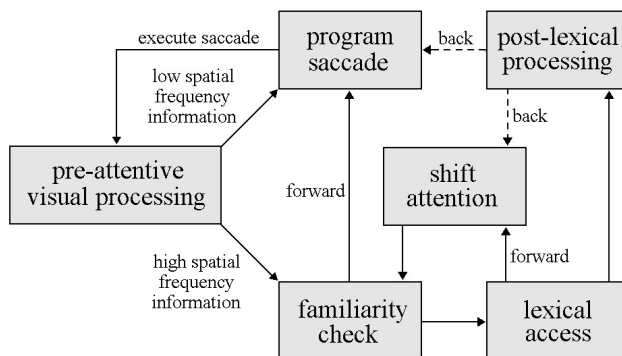 execute saccade
program
saccade
back
post-lexical
processing
low spatial
frequency
information
back
pre-attentive
visual processing
shift
attention
forward
forward
high spatial
frequency
information
familiarity
check
lexical
access